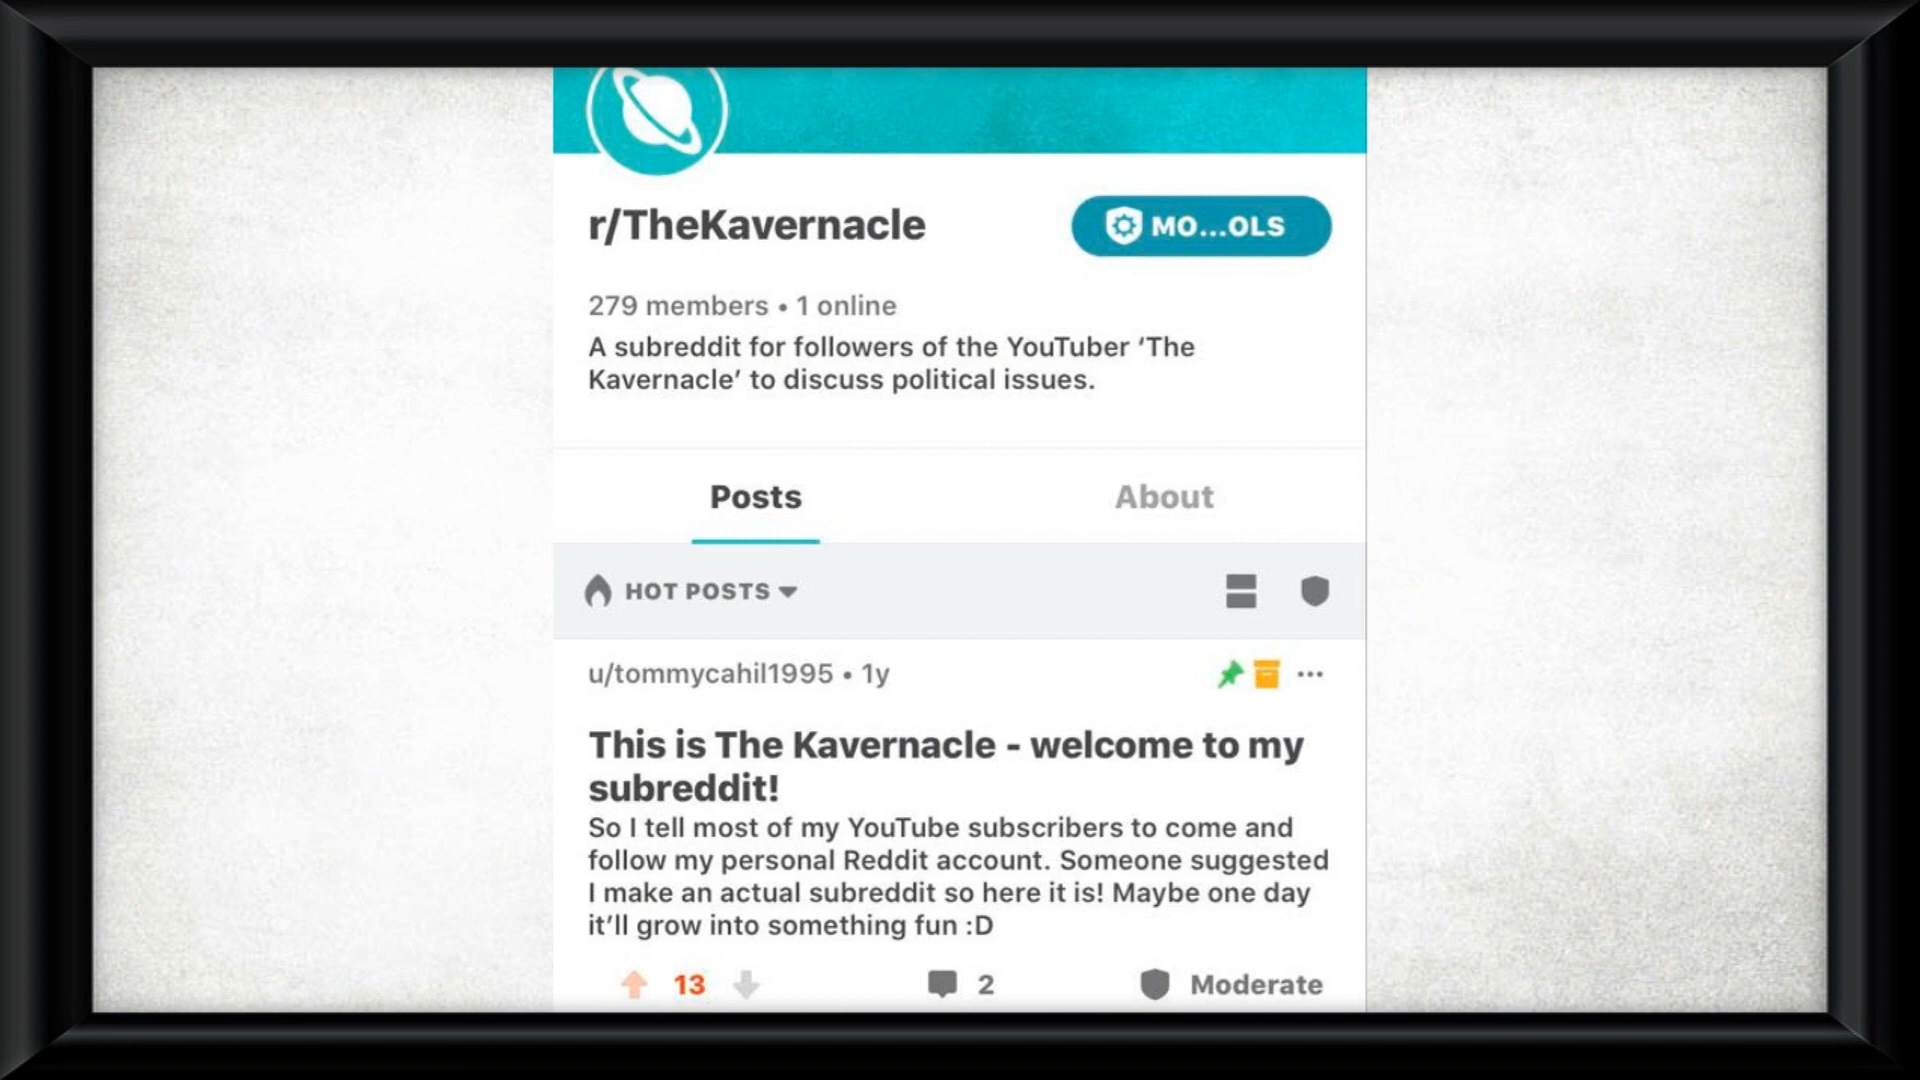 r/TheKavernacle
MO...OLS
279 members • 1 online
A subreddit for followers of the YouTuber ‘The
Kavernacle’ to discuss political issues.
Posts
About
HOT POSTS
u/tommycahil1995 • 1y
This is The Kavernacle - welcome to my
subreddit!
So I tell most of my YouTube subscribers to come and
follow my personal Reddit account. Someone suggested
I make an actual subreddit so here it is! Maybe one day
it’ll grow into something fun :D
13
2
Moderate